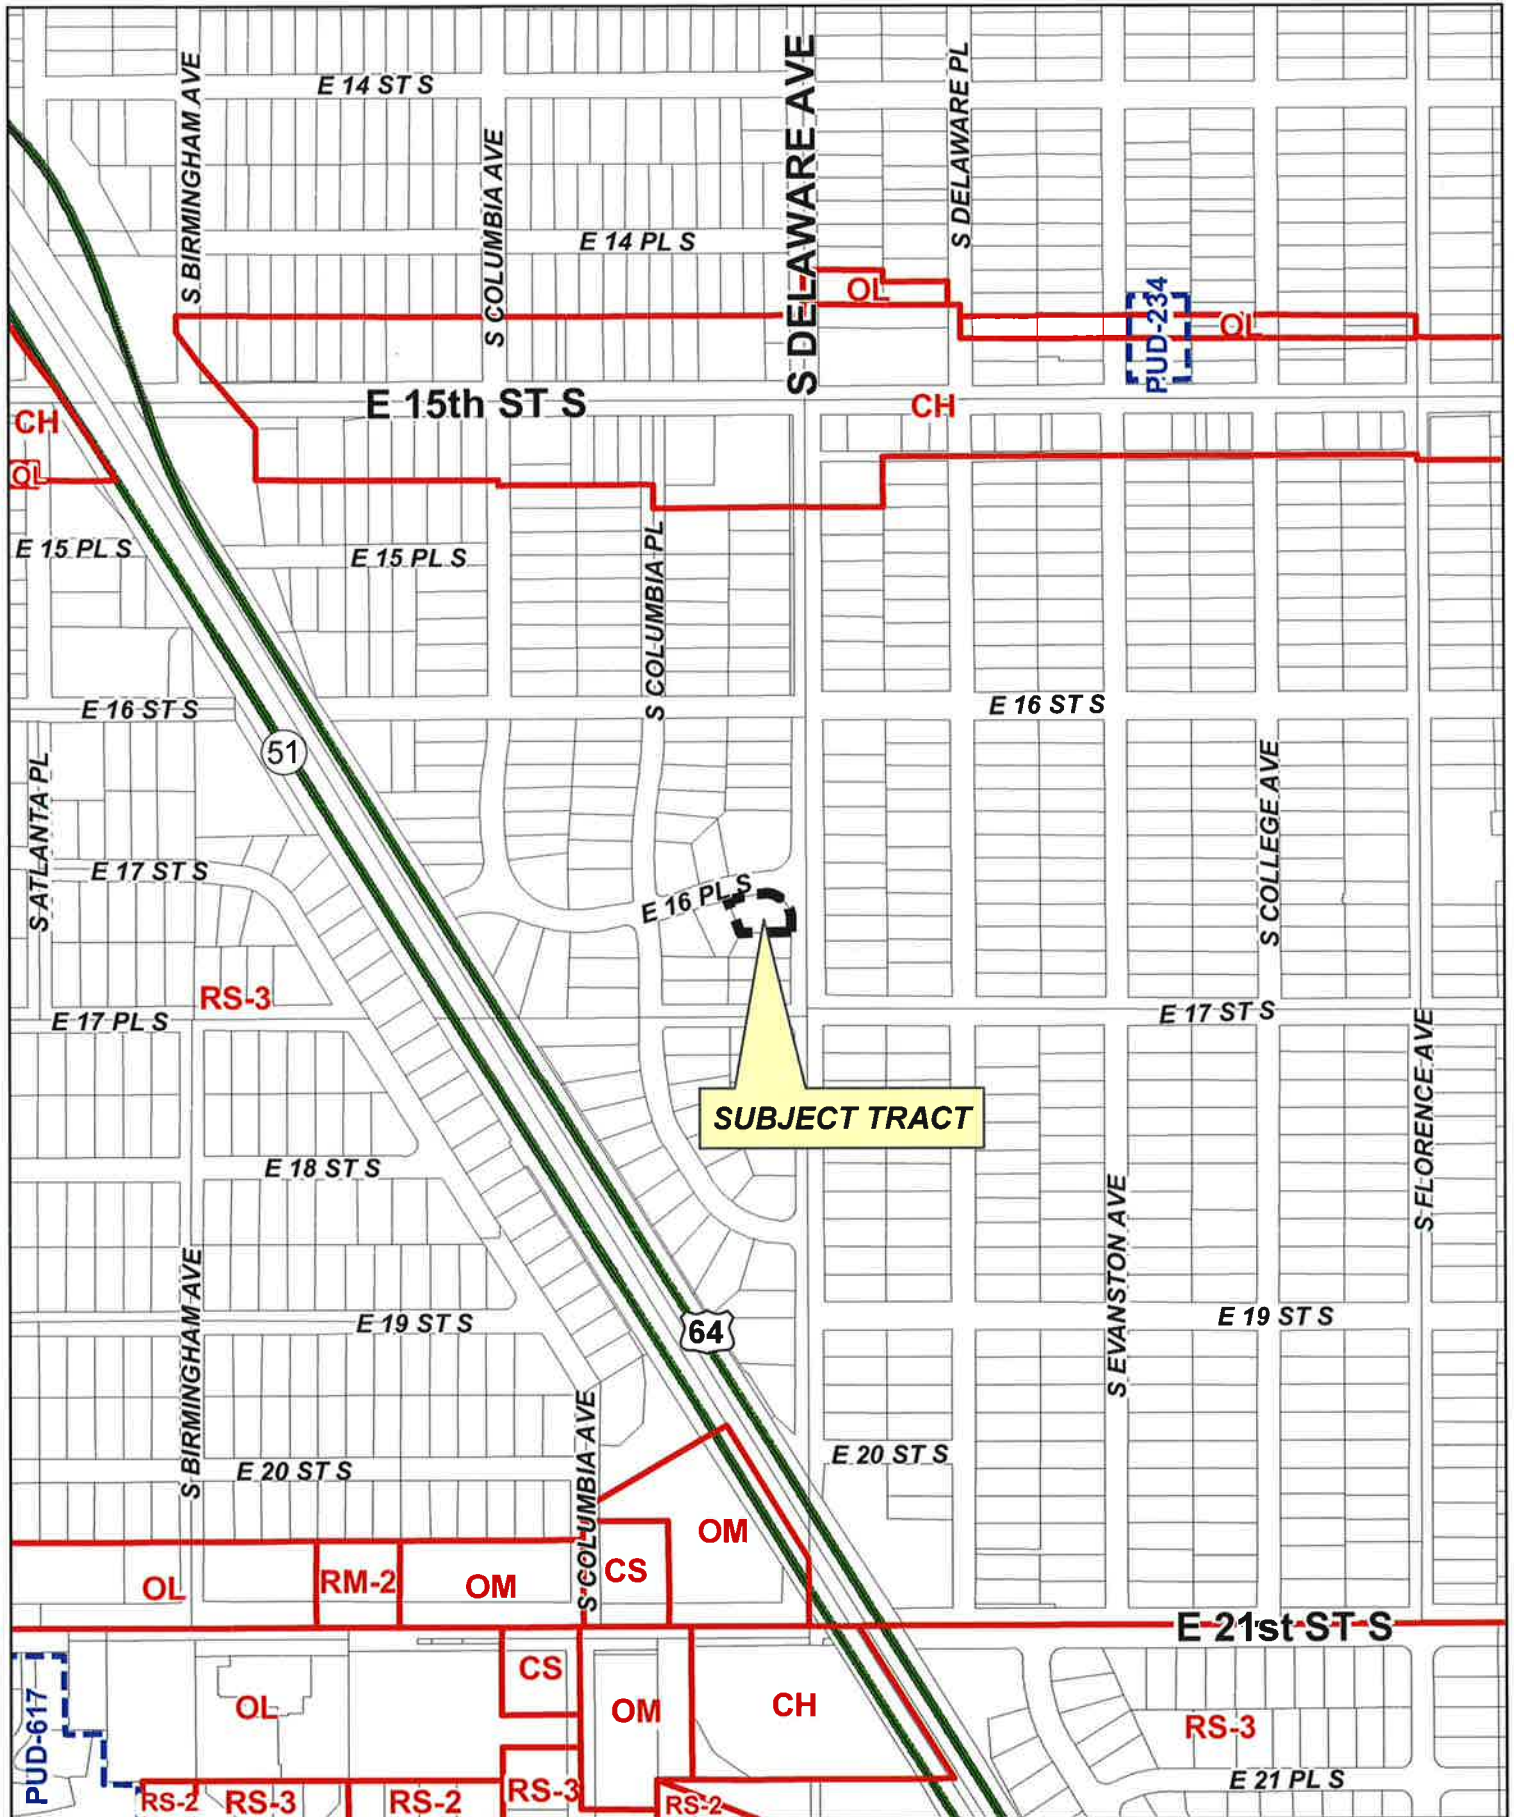 E 14 ST S
S BIRMINGHAM AVE
S COLUMBIA AVE
S DELAWARE AVE
S DELAWARE PL
E 14 PL S
OL
PUD-234
OL
E 15th ST S
CH
CH
OL
E 15 PL S
E 15 PL S
S COLUMBIA PL
E 16 ST S
E 16 ST S
51
S ATLANTA PL
S COLLEGE AVE
E 17 ST S
E 16 PL S
RS-3
E 17 PL S
E 17 ST S
S FLORENCE AVE
SUBJECT TRACT
E 18 ST S
S EVANSTON AVE
S BIRMINGHAM AVE
E 19 ST S
64
E 19 ST S
S COLUMBIA AVE
E 20 ST S
E 20 ST S
OM
CS
OL
RM-2
OM
E 21st ST S
CS
PUD-617
OL
OM
CH
RS-3
E 21 PL S
RS-2
RS-3
RS-2
RS-3
RS-2